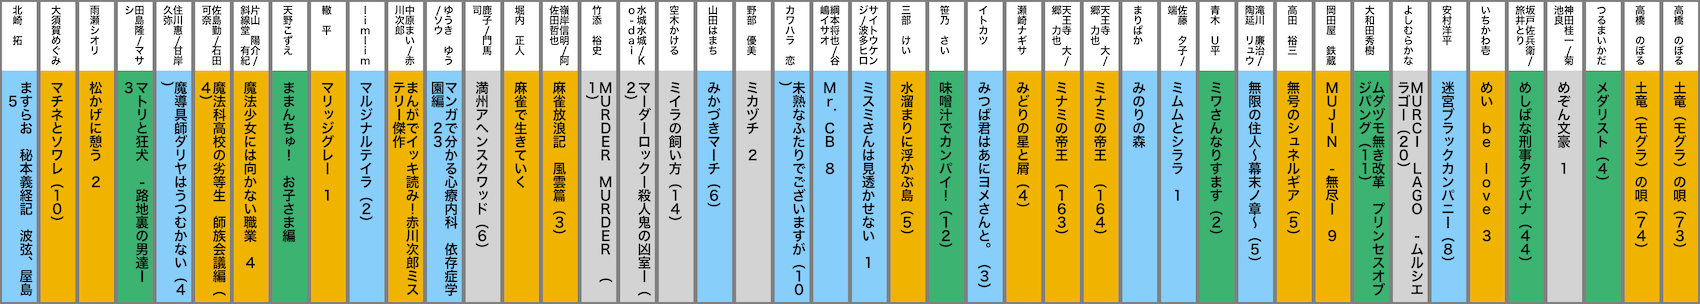 高橋　のぼる
土竜（モグラ）の唄（73）
高橋　のぼる
土竜（モグラ）の唄（74）
つるまいかだ
メダリスト（4）
神田桂一／菊池良
めぞん文豪　1
坂戸佐兵衛／旅井とり
めしばな刑事タチバナ（44）
いちかわ壱
めい　be　love　3
安村洋平
迷宮ブラックカンパニー（8）
よしむらかな
MURCI　LAGO　-　ムルシエラゴー（20）
大和田秀樹
ムダヅモ無き改革　プリンセスオブジパング（11）
岡田屋　鉄蔵
MUJIN　-無尽ー　9
高田　裕三
無号のシュネルギア（5）
滝川　廉治／陶延　リュウ
無限の住人～幕末ノ章～（5）
青木　U平
ミワさんなりすます（2）
佐藤　夕子／端
ミムムとシララ　1
まりぱか
みのりの森
天王寺　大／郷　力也
ミナミの帝王　（164）
天王寺　大／郷　力也
ミナミの帝王　（163）
瀬崎ナギサ
みどりの星と屑（4）
イトカツ
みつば君はあにヨメさんと。（3）
笹乃　さい
味噌汁でカンパイ！（12）
三部　けい
水溜まりに浮かぶ島（5）
サイトウケンジ／波多ヒロ
ミスミさんは見透かせない　1
綱本将也／谷嶋イサオ
Mr．CB　8
カワハラ　恋
未熟なふたりでございますが（10）
野部　優美
ミカヅチ　2
山田はまち
みかづきマーチ（6）
空木かける
ミイラの飼い方（14）
水城水城／Ko-dai
マーダーロックー殺人鬼の凶室ー（2）
竹添　裕史
MURDER　MURDER　（1）
鹿子／門馬司
満州アヘンスクワッド（6）
ゆうき　ゆう／ソウ
マンガで分かる心療内科　依存症学園編　23
中原まい／赤川次郎
まんがでイッキ読み！赤川次郎ミステリー傑作
堀内　正人
麻雀で生きていく
嶺岸信明／阿佐田哲也
麻雀放浪記　風雲篇（3）
limlim
マルジナルテイラ（2）
轍　平
マリッジグレー　1
天野こずえ
ままんちゅ！　お子さま編
片山　陽介／斜線堂　有紀
魔法少女には向かない職業　4
佐島勤／石田可奈
魔法科高校の劣等生　師族会議編（4）
住川惠／甘岸久弥
魔導具師ダリヤはうつむかない（4）
田島隆／マサシ
マトリと狂犬　-路地裏の男達ー　3
雨瀬シオリ
松かげに憩う　2
大須賀めぐみ
マチネとソワレ（10）
北崎　拓
ますらお　秘本義経記　波弦、屋島　5